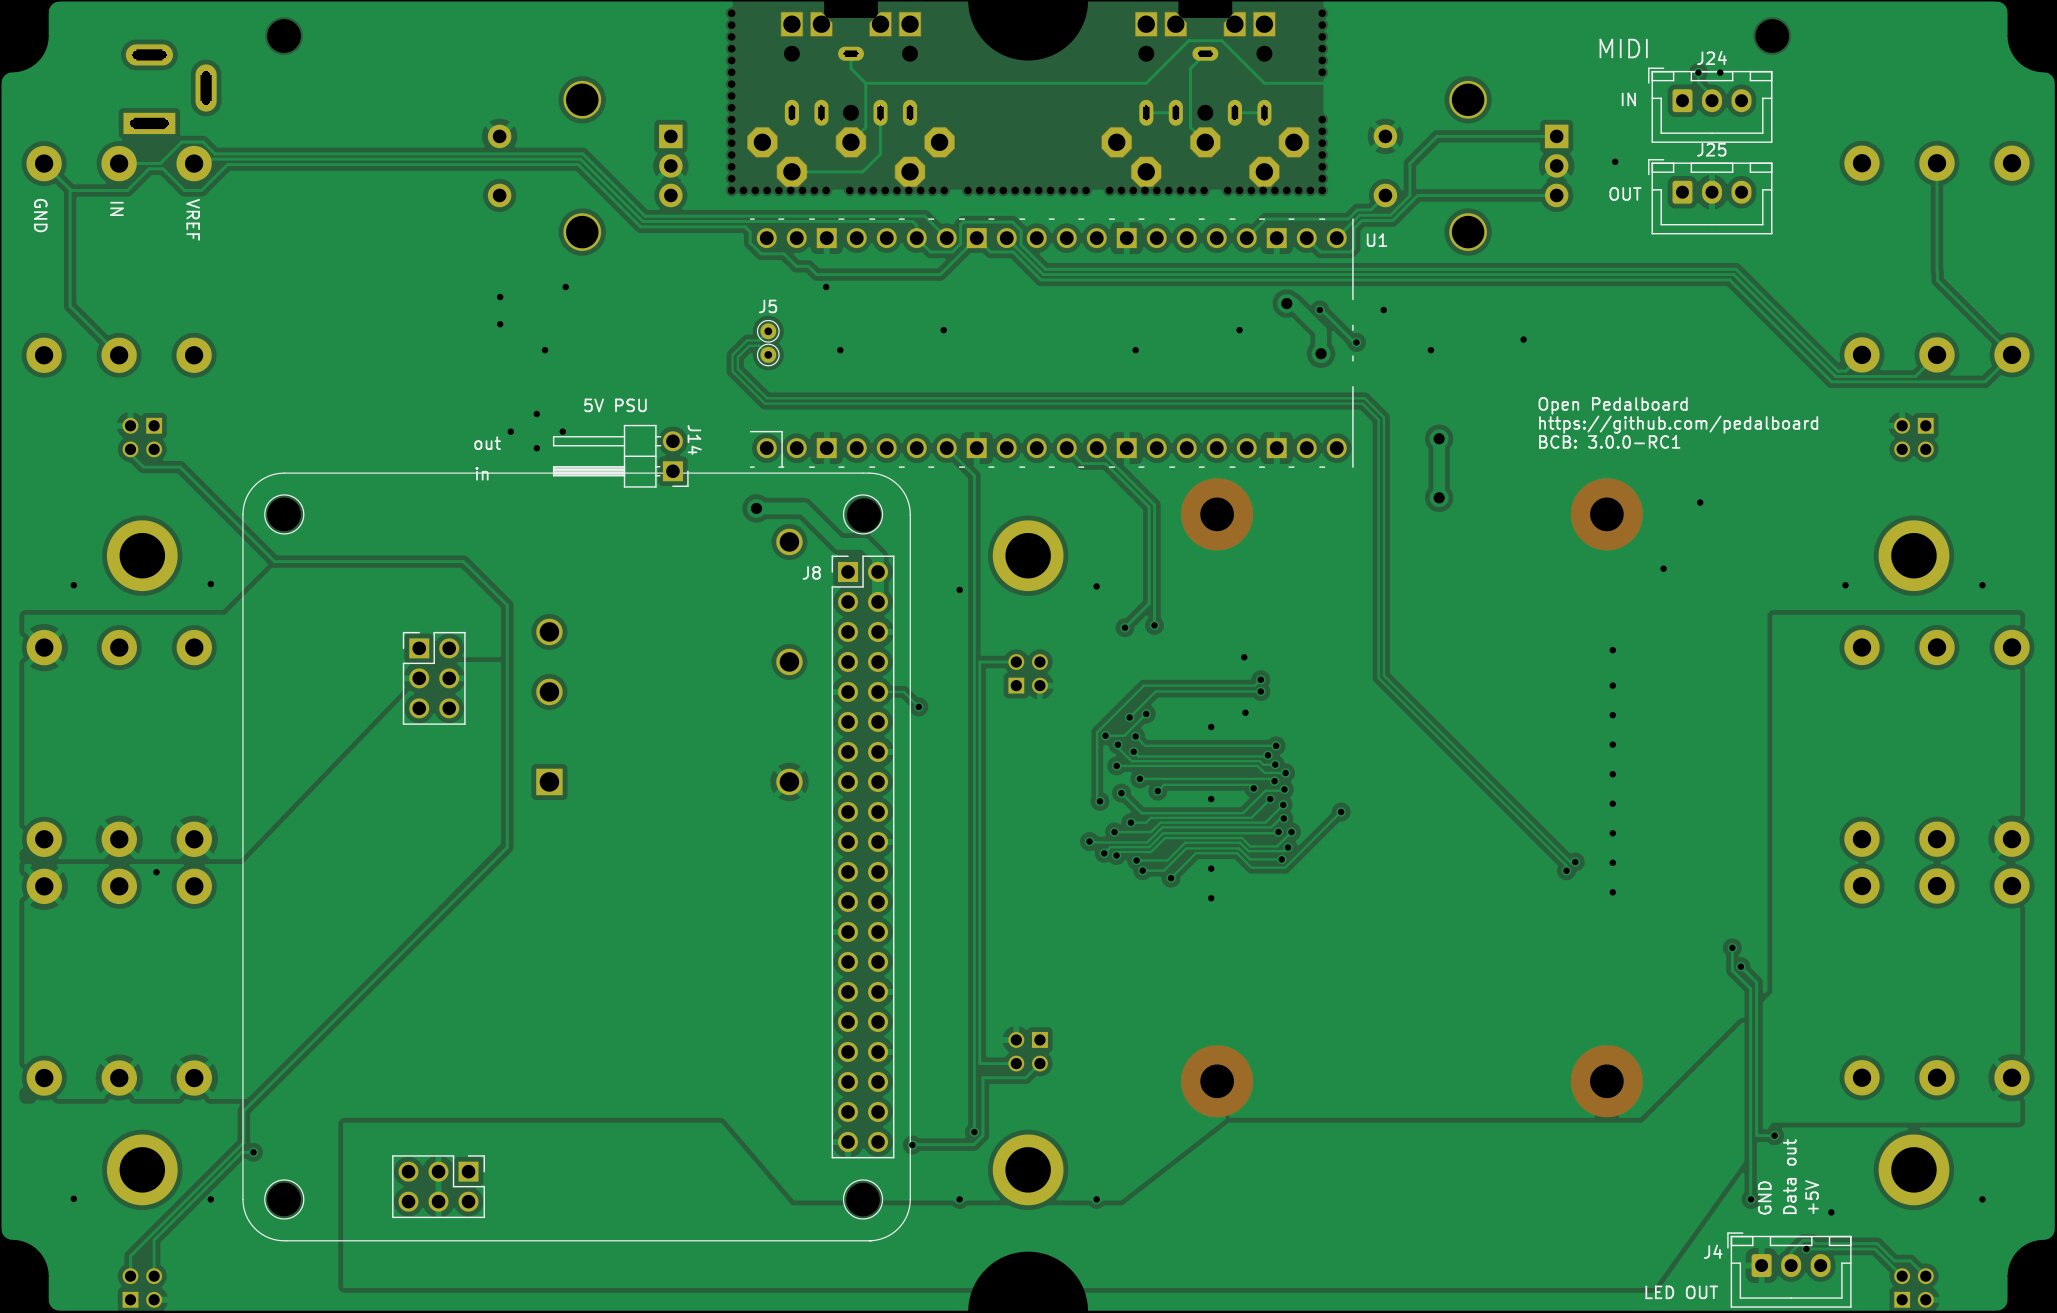 MIDI
J24
IN
J25
OUT
GND
IN
VREF
U1
J5
5V PSU
J14
out
in
Open Pedalboard
https://github.com/pedalboard
BCB: 3.0.0-RC1
J8
GND
Data out
+5V
J4
LED OUT